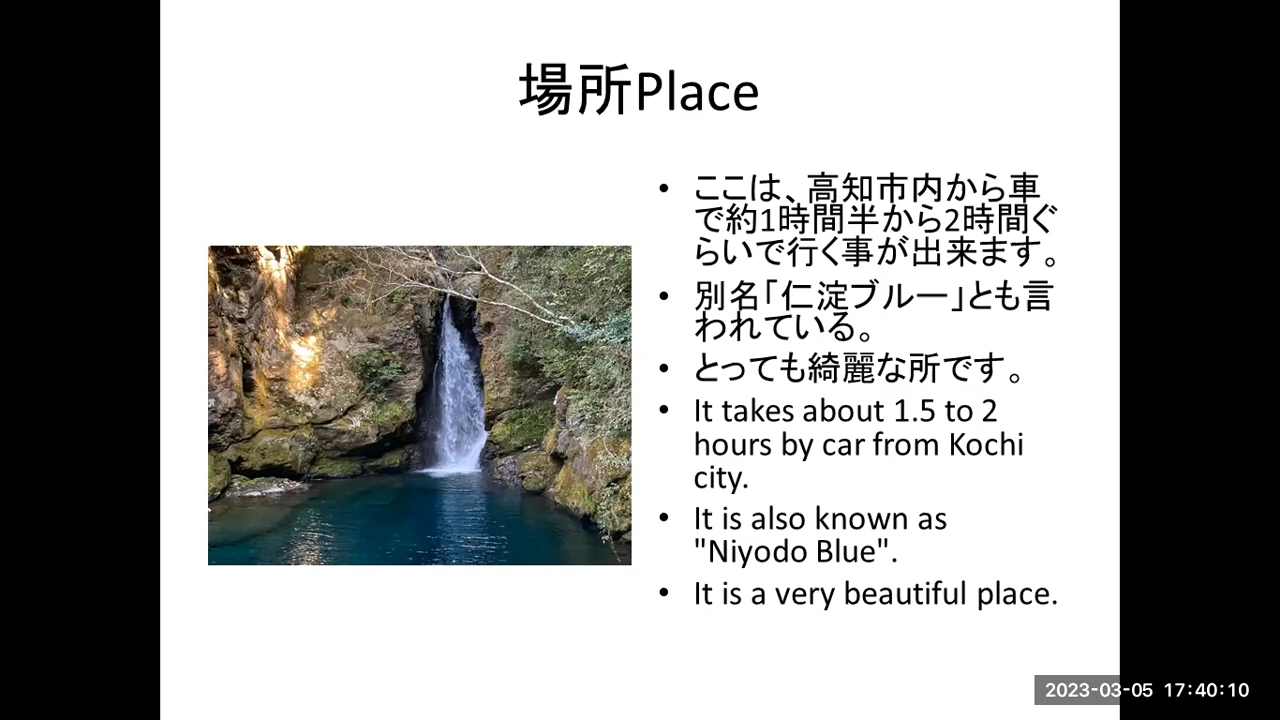 場所Place
ここは、高知市内から車
で約1時間半から2時間ぐ
らいで行く事が出来ます。
別名「仁淀ブルー」とも言
われている。
とっても綺麗な所です。
It takes about 1.5 to 2
hours by car from Kochi
city.
It is also known as
"Niyodo Blue".
It is a very beautiful place.
2023-03-05 17:40:10